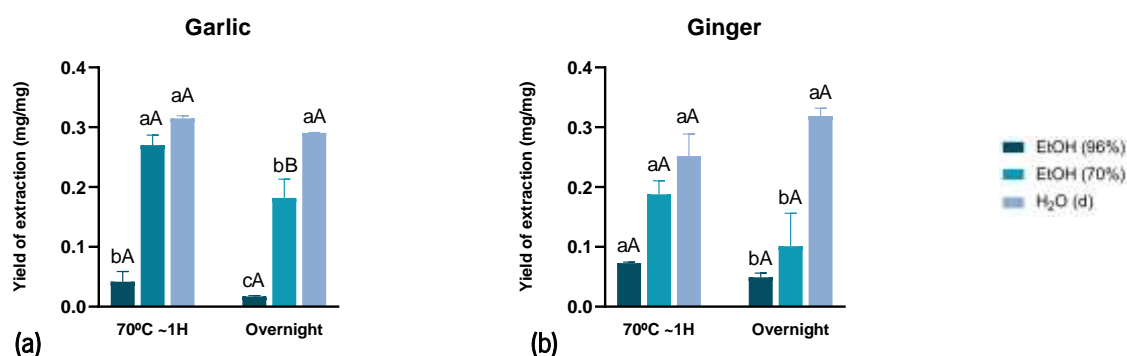 Garlic
Yield of extraction (mg/mg)
0.4
0.3
0.2
0.1
0.0
bA
aA
aA
cA
bB
aA
70ºC ~1H
Overnight
(a)
Ginger
Yield of extraction (mg/mg)
0.4
0.3
0.2
0.1
0.0
aA
aA
aA
bA
bA
aA
70ºC ~1H
Overnight
(b)
EtOH (96%)
EtOH (70%)
H₂O (d)